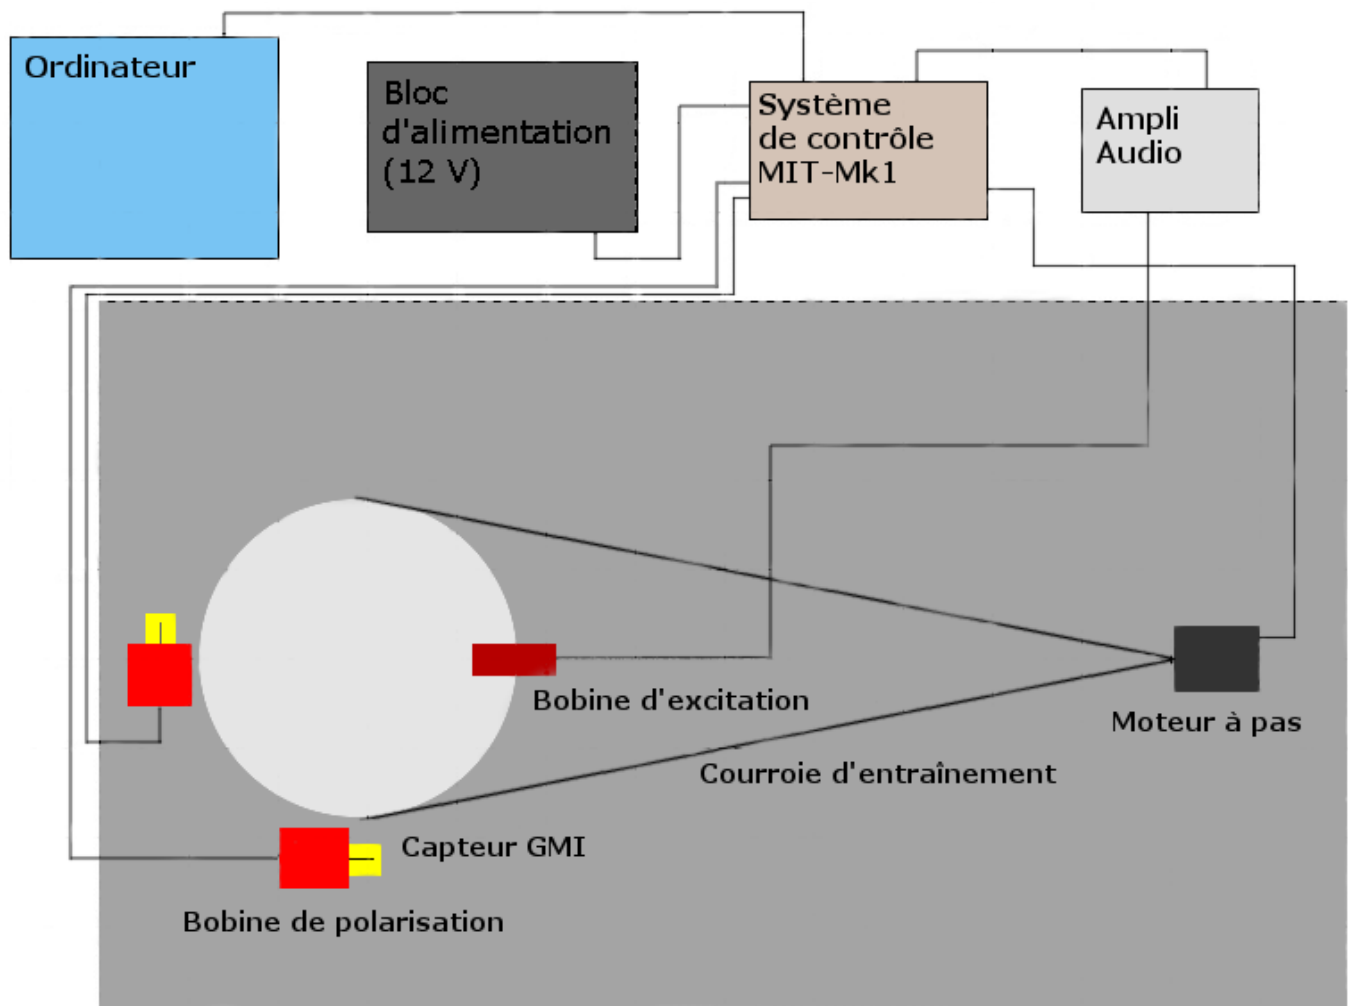 Ordinateur
Bloc
d'alimentation
(12 V)
Système
de contrôle
MIT-Mk1
Ampli
Audio
Bobine d'excitation
Moteur à pas
Courroie d'entraînement
Capteur GMI
Bobine de polarisation